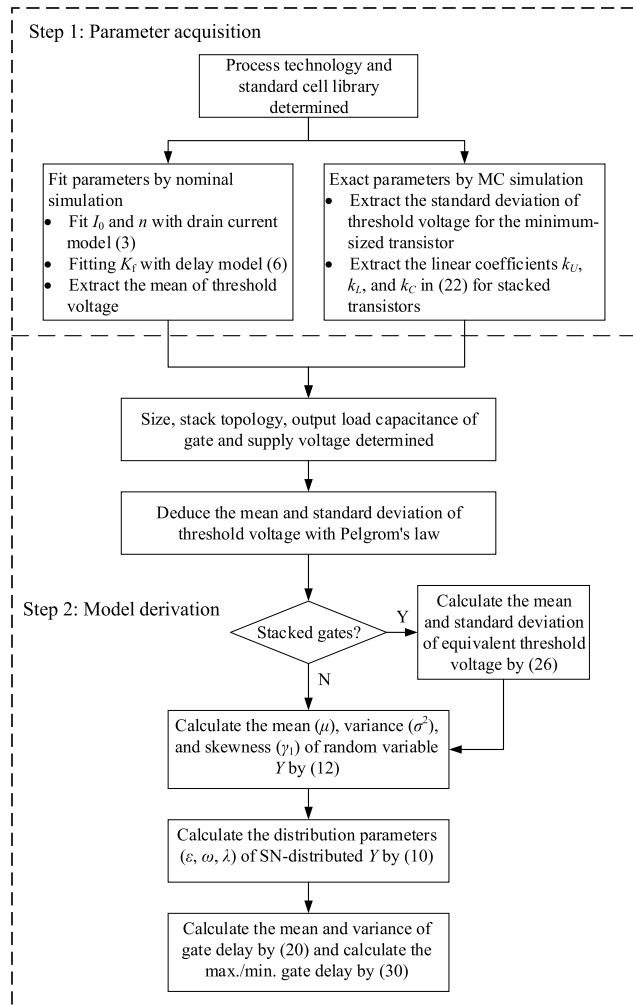 Step 1: Parameter acquisition
Process technology and
standard cell library
determined
Fit parameters by nominal
simulation
● Fit I₀ and n with drain current
model (3)
● Fitting K_f with delay model (6)
● Extract the mean of threshold
voltage
Exact parameters by MC simulation
● Extract the standard deviation of
threshold voltage for the minimum-
sized transistor
● Extract the linear coefficients k_U,
k_L, and k_C in (22) for stacked
transistors
Size, stack topology, output load capacitance of
gate and supply voltage determined
Deduce the mean and standard deviation of
threshold voltage with Pelgrom's law
Step 2: Model derivation
Stacked gates?
Y
N
Calculate the mean
and standard deviation
of equivalent threshold
voltage by (26)
Calculate the mean (μ), variance (σ²),
and skewness (γ₁) of random variable
Y by (12)
Calculate the distribution parameters
(ε, ω, λ) of SN-distributed Y by (10)
Calculate the mean and variance of
gate delay by (20) and calculate the
max./min. gate delay by (30)